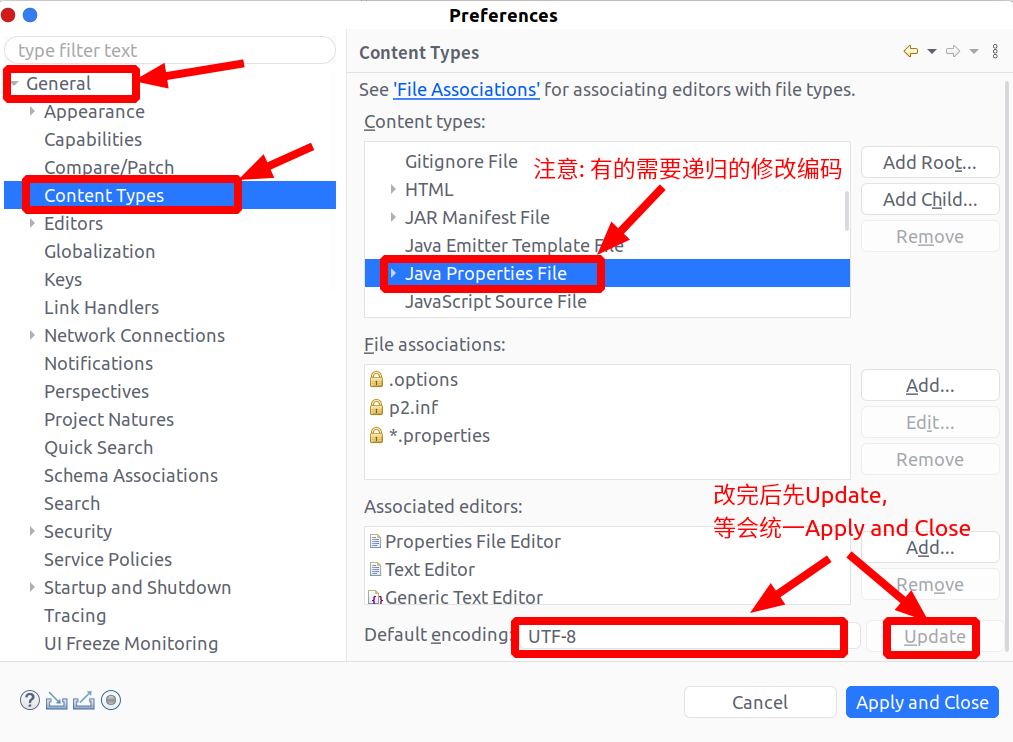 Preferences
type filter text
General
Appearance
Capabilities
Compare/Patch
Content Types
Editors
Globalization
Keys
Link Handlers
Network Connections
Notifications
Perspectives
Project Natures
Quick Search
Schema Associations
Search
Security
Service Policies
Startup and Shutdown
Tracing
UI Freeze Monitoring
Content Types
See 'File Associations' for associating editors with file types.
Content types:
Gitignore File
注意: 有的需要递归的修改编码
HTML
JAR Manifest File
Java Emitter Template File
Java Properties File
JavaScript Source File
Add Root...
Add Child...
Remove
File associations:
.options
p2.inf
*.properties
Add...
Edit...
Remove
改完后先Update,
等会统一Apply and Close
Associated editors:
Properties File Editor
Text Editor
Generic Text Editor
Add...
Remove
Default encoding:
UTF-8
Update
?
Cancel
Apply and Close